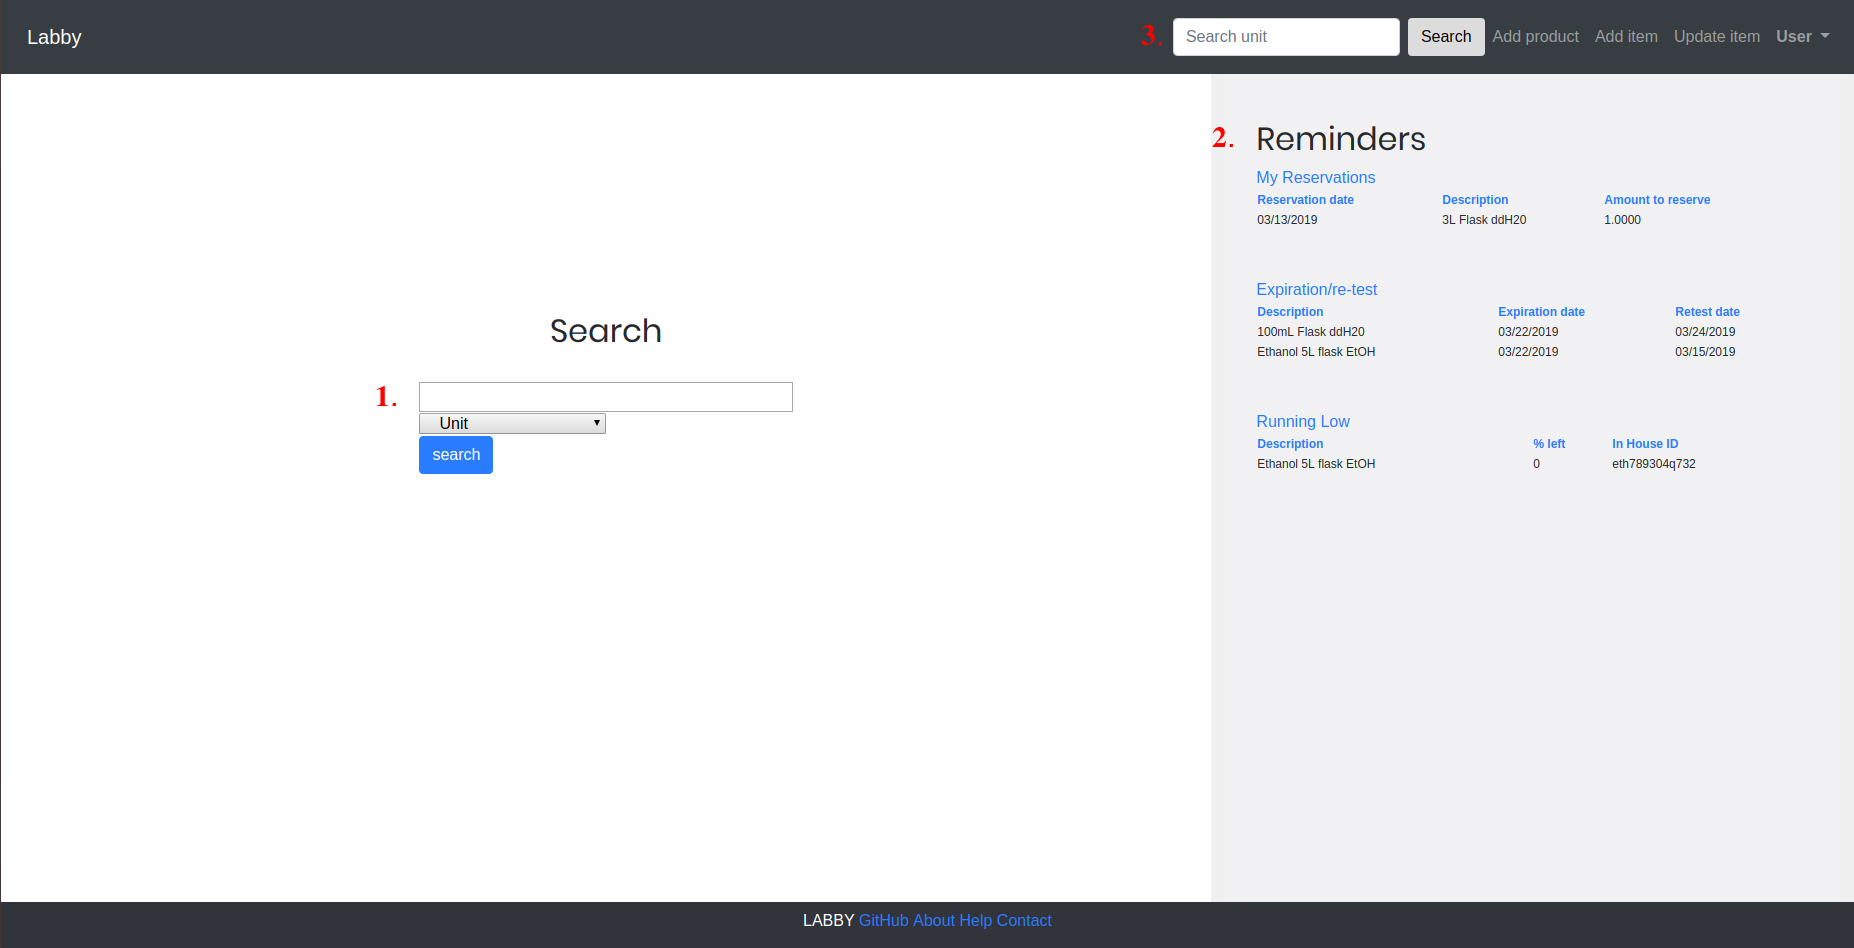 Labby
3. Search unit Search Add product Add item Update item User
2. Reminders
My Reservations
Reservation date Description Amount to reserve
03/13/2019 3L Flask ddH20 1.0000
Expiration/re-test
Description Expiration date Retest date
100mL Flask ddH20 03/22/2019 03/24/2019
Ethanol 5L flask EtOH 03/22/2019 03/15/2019
Running Low
Description % left In House ID
Ethanol 5L flask EtOH 0 eth789304q732
Search
1.
Unit
search
LABBY GitHub About Help Contact